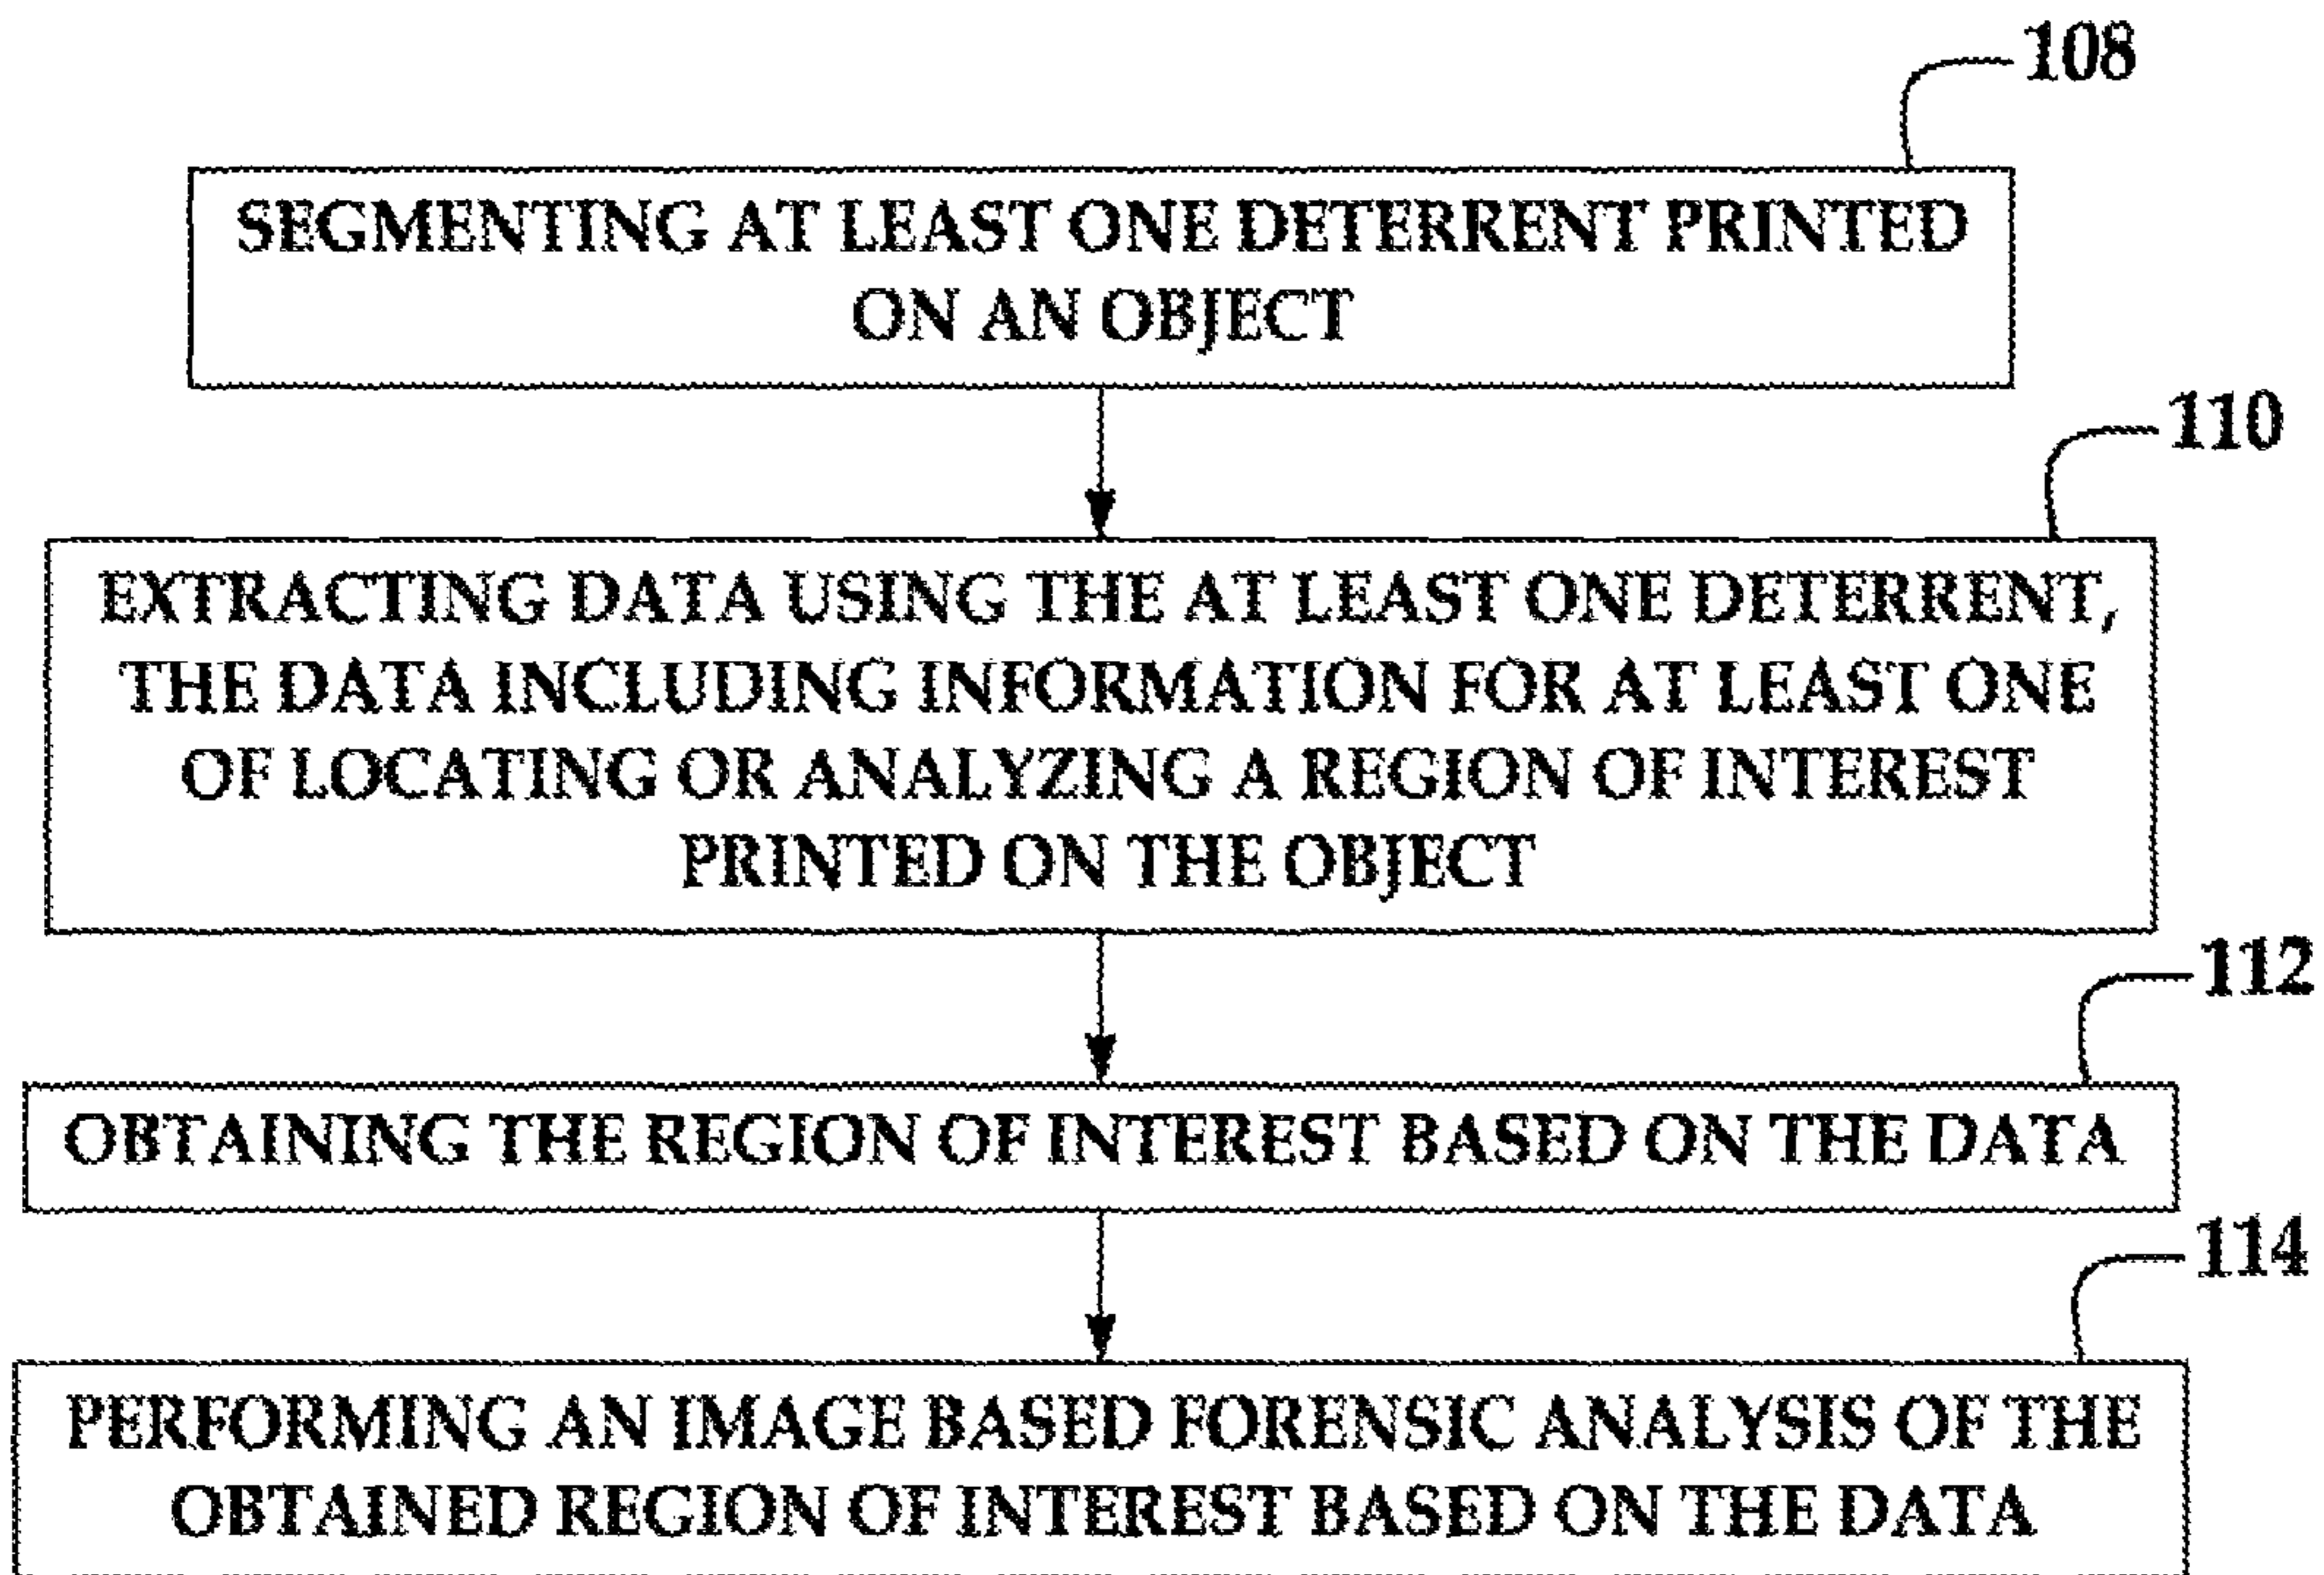 108
SEGMENTING AT LEAST ONE DETERRENT PRINTED
ON AN OBJECT
110
EXTRACTING DATA USING THE AT LEAST ONE DETERRENT,
THE DATA INCLUDING INFORMATION FOR AT LEAST ONE
OF LOCATING OR ANALYZING A REGION OF INTEREST
PRINTED ON THE OBJECT
112
OBTAINING THE REGION OF INTEREST BASED ON THE DATA
114
PERFORMING AN IMAGE BASED FORENSIC ANALYSIS OF THE
OBTAINED REGION OF INTEREST BASED ON THE DATA